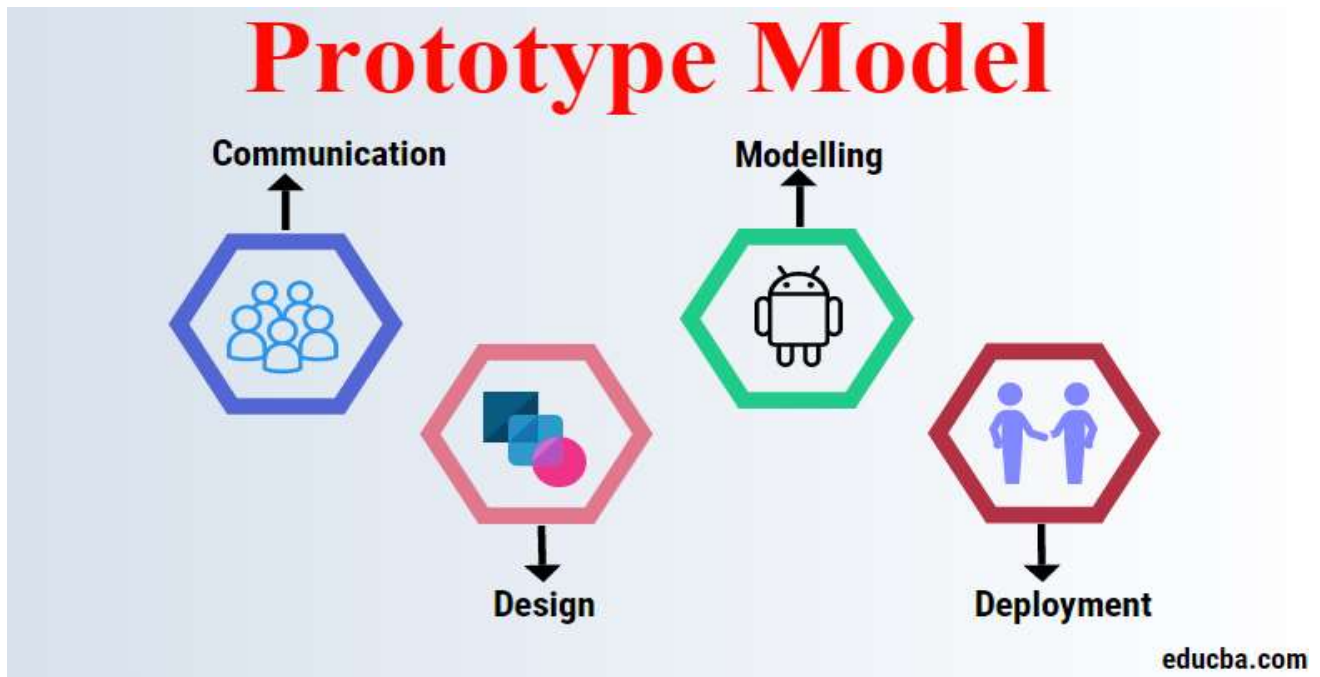 Prototype Model
Communication
Modelling
Design
Deployment
educba.com